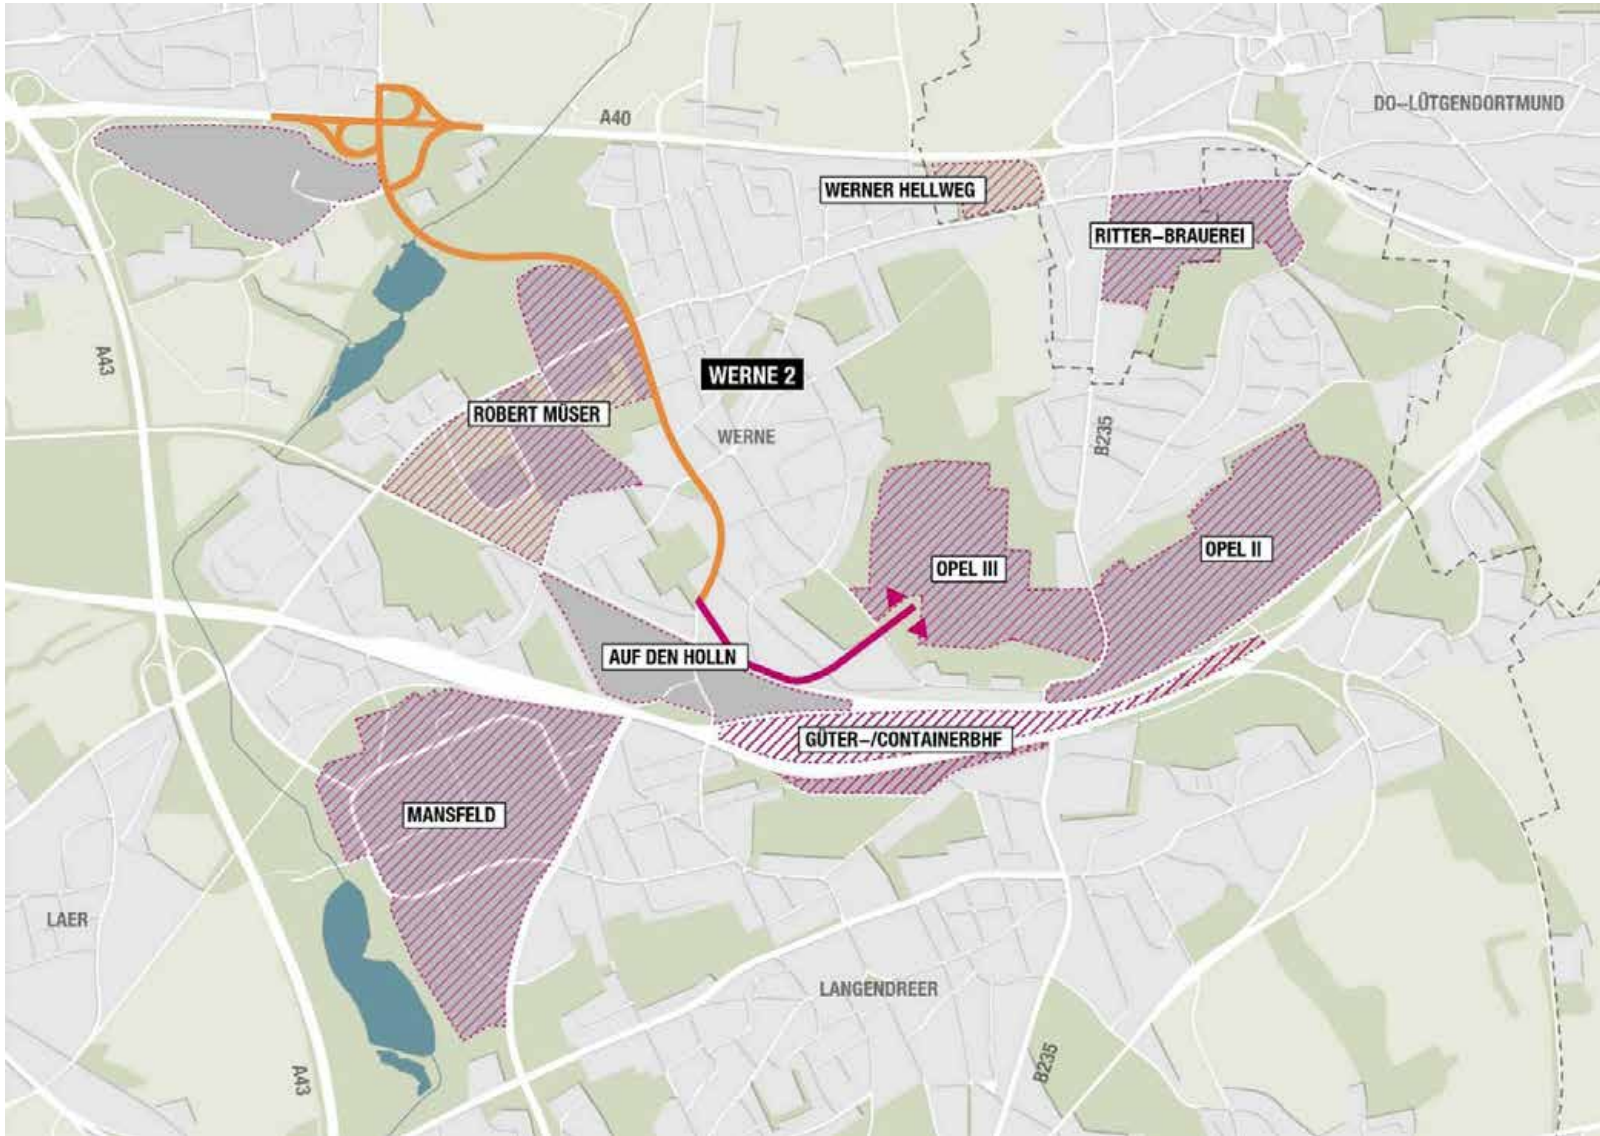 A40
DO-LÜTGENDORTMUND
WERNER HELLWEG
RITTER-BRAUEREI
A43
WERNE 2
ROBERT MÜSER
WERNE
B235
OPEL II
OPEL III
AUF DEN HOLLN
GÜTER-/CONTAINERBHF
MANSFELD
LAER
LANGENDREER
B235
A43